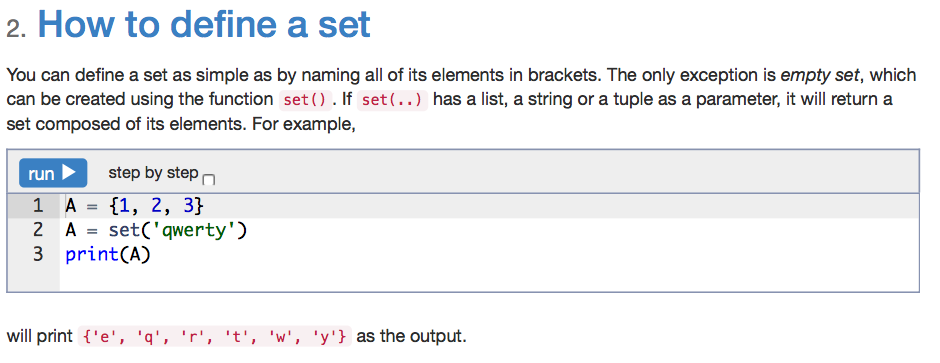 2. How to define a set
You can define a set as simple as by naming all of its elements in brackets. The only exception is empty set, which
can be created using the function set() . If set(..) has a list, a string or a tuple as a parameter, it will return a
set composed of its elements. For example,
run step by step
1 A = {1, 2, 3}
2 A = set('qwerty')
3 print(A)
will print {'e', 'q', 'r', 't', 'w', 'y'} as the output.